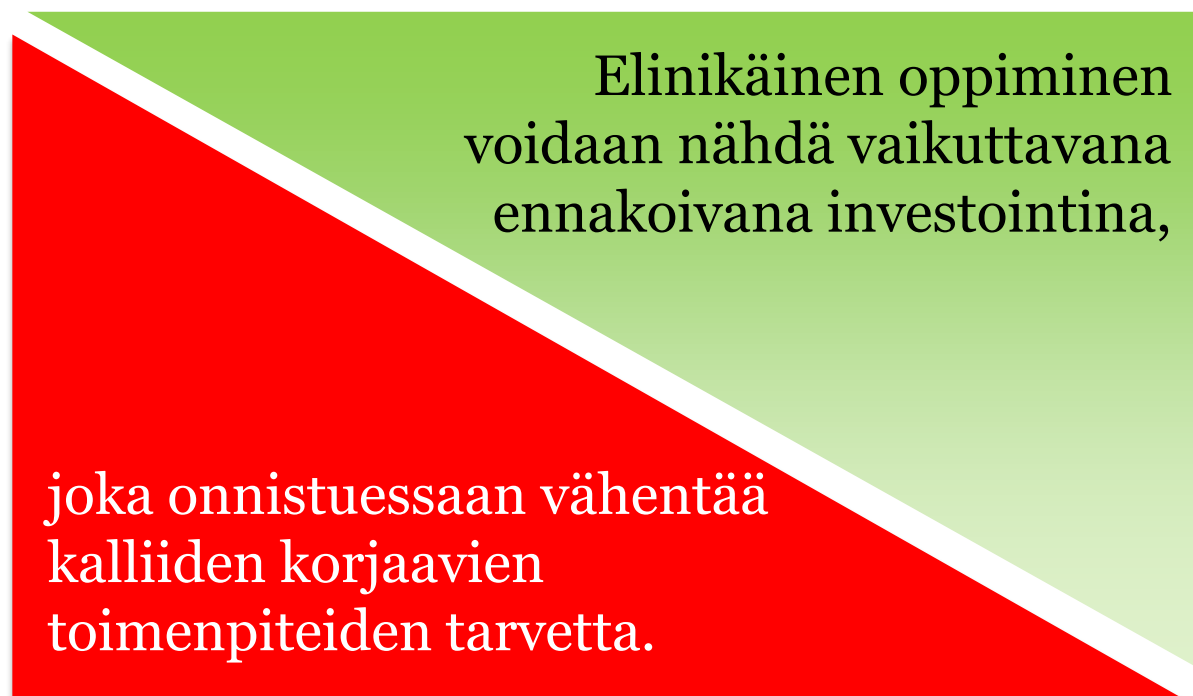 Elinikäinen oppiminen
voidaan nähdä vaikuttavana
ennakoivana investointina,
joka onnistuessaan vähentää
kalliiden korjaavien
toimenpiteiden tarvetta.